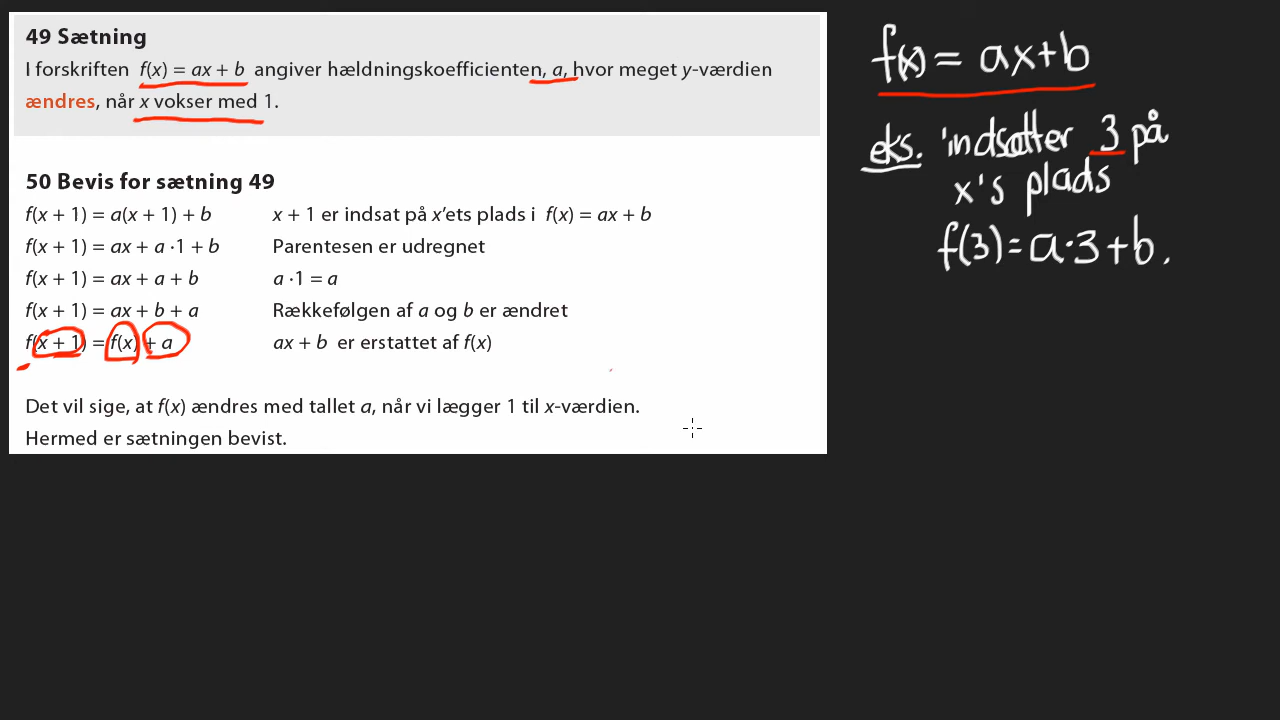 49 Sætning
I forskriften f(x) = ax + b angiver hældningskoefficienten, a, hvor meget y-værdien
ændres, når x vokser med 1.
50 Bevis for sætning 49
f(x + 1) = a(x + 1) + b x + 1 er indsat på x'ets plads i f(x) = ax + b
f(x + 1) = ax + a ·1 + b Parentesen er udregnet
f(x + 1) = ax + a + b a ·1 = a
f(x + 1) = ax + b + a Rækkefølgen af a og b er ændret
f(x + 1) = f(x) + a ax + b er erstattet af f(x)
Det vil sige, at f(x) ændres med tallet a, når vi lægger 1 til x-værdien.
Hermed er sætningen bevist.
f(x) = ax+b
eks. indsætter 3 på
x's plads
f(3) = a·3+b.